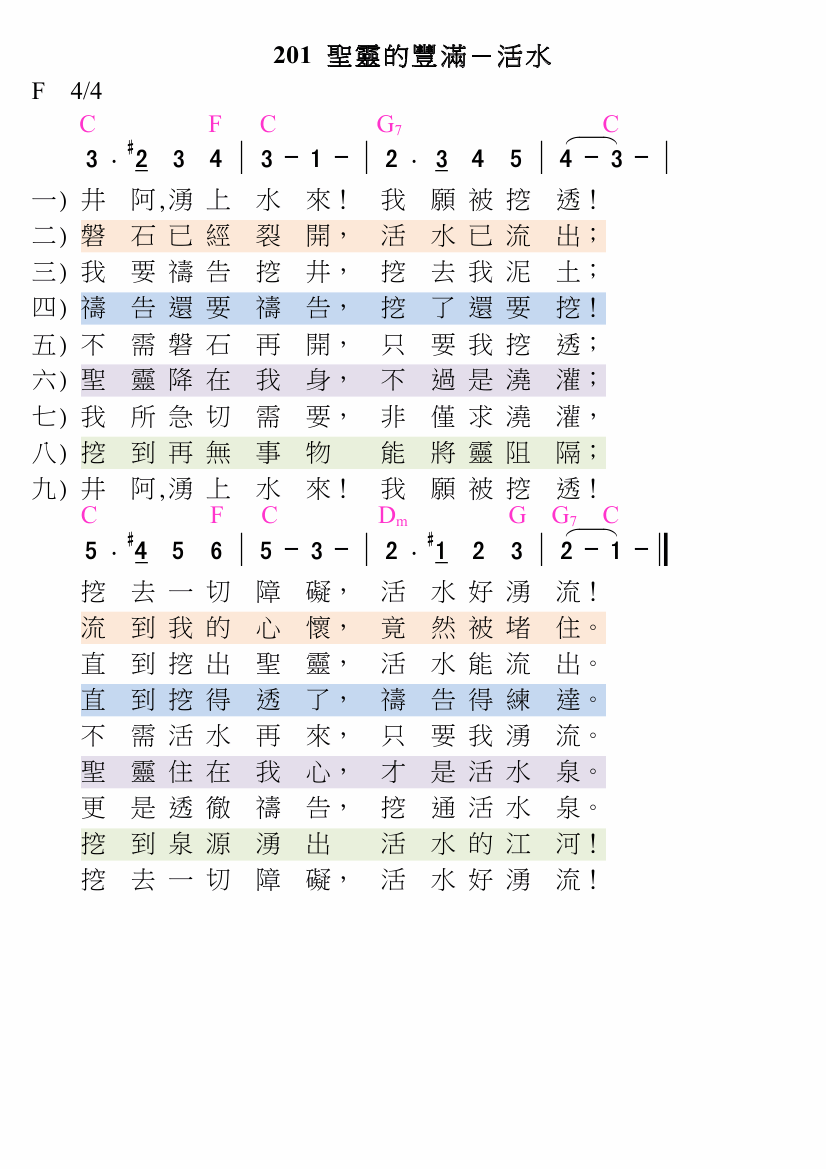 201 聖靈的豐滿－活水
F 4/4
C F C G7 C
3 . #2 3 4 | 3 － 1 － | 2 . 3 4 5 | 4 － 3 － |
一) 井阿,湧上水來! 我願被挖透!
二) 磐石已經裂開， 活水已流出；
三) 我要禱告挖井， 挖去我泥土；
四) 禱告還要禱告， 挖了還要挖!
五) 不需磐石再開， 只要我挖透；
六) 聖靈降在我身， 不過是澆灌；
七) 我所急切需要， 非僅求澆灌，
八) 挖到再無事物 能將靈阻隔；
九) 井阿,湧上水來! 我願被挖透!
C F C Dm G G7 C
5 . #4 5 6 | 5 － 3 － | 2 . #1 2 3 | 2 － 1 － ‖
挖去一切障礙， 活水好湧流!
流到我的心懷， 竟然被堵住。
直到挖出聖靈， 活水能流出。
直到挖得透了， 禱告得練達。
不需活水再來， 只要我湧流。
聖靈住在我心， 才是活水泉。
更是透徹禱告， 挖通活水泉。
挖到泉源湧出 活水的江河!
挖去一切障礙， 活水好湧流!